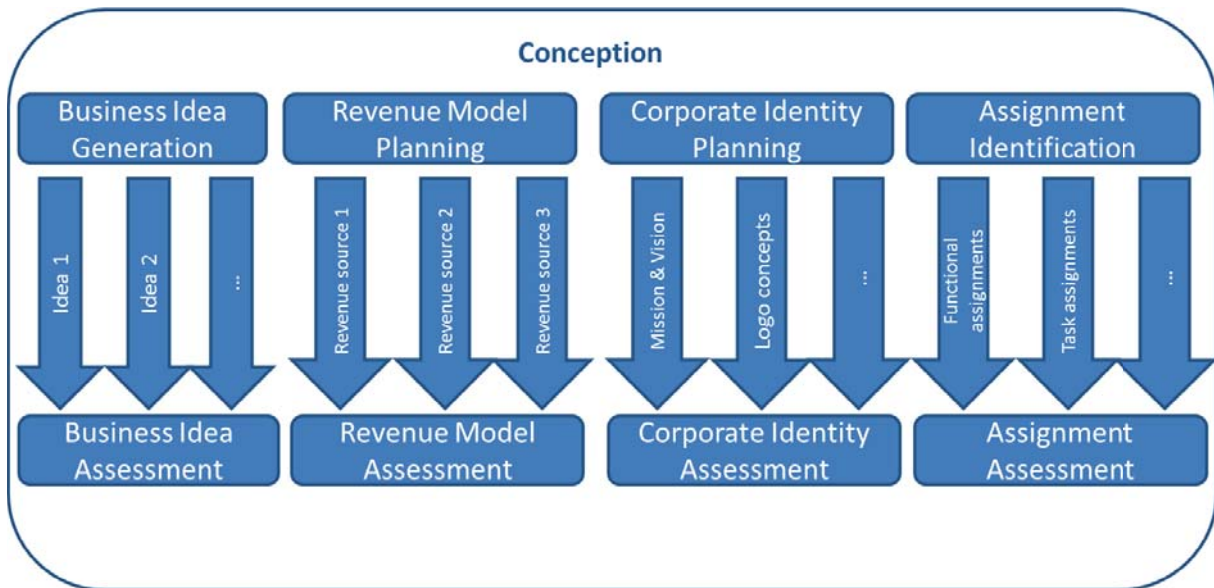 Conception
Business Idea
Generation
Revenue Model
Planning
Corporate Identity
Planning
Assignment
Identification
Idea 1
Idea 2
...
Revenue source 1
Revenue source 2
Revenue source 3
Mission & Vision
Logo concepts
...
Functional
assignments
Task assignments
...
Business Idea
Assessment
Revenue Model
Assessment
Corporate Identity
Assessment
Assignment
Assessment